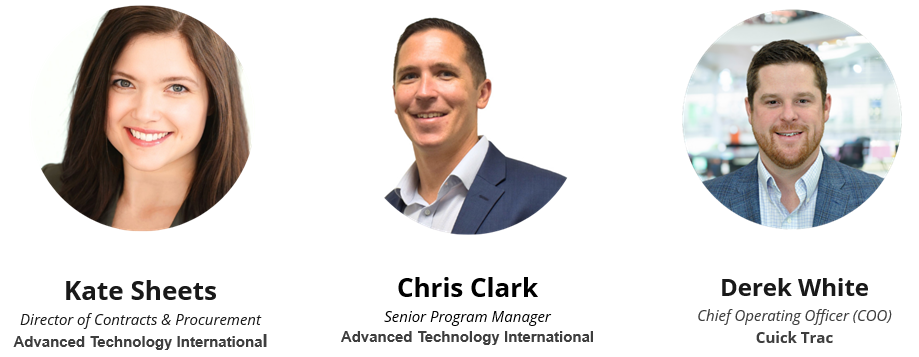 Kate Sheets
Director of Contracts & Procurement
Advanced Technology International
Chris Clark
Senior Program Manager
Advanced Technology International
Derek White
Chief Operating Officer (COO)
Cuick Trac